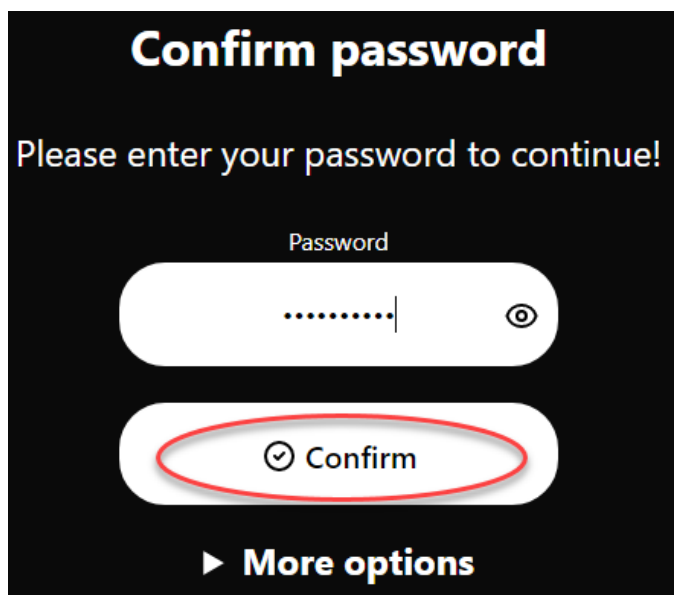 Confirm password
Please enter your password to continue!
Password
••••••••••
Confirm
More options